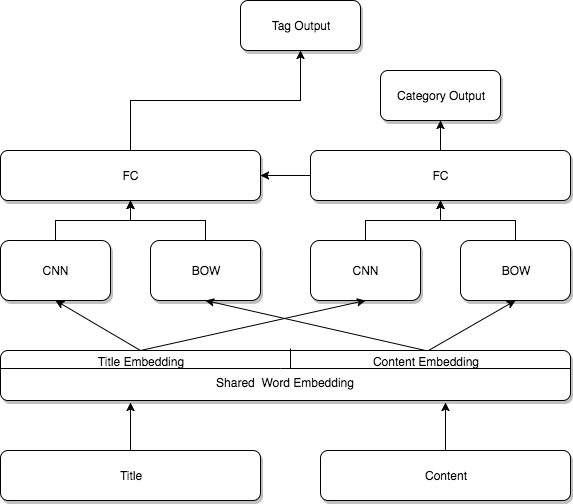 Tag Output
Category Output
FC
FC
CNN
BOW
CNN
BOW
Title Embedding
Content Embedding
Shared Word Embedding
Title
Content